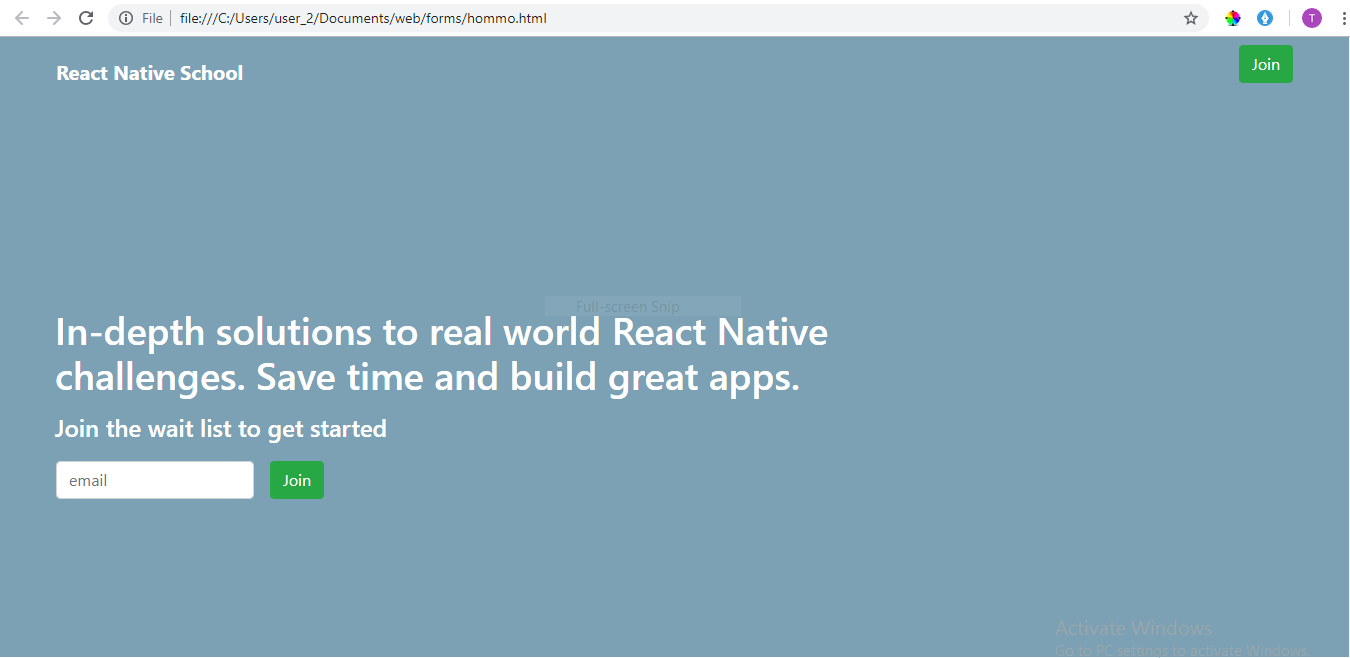 File
file:///C:/Users/user_2/Documents/web/forms/hommo.html
T
React Native School
Join
Full-screen Snip
In-depth solutions to real world React Native
challenges. Save time and build great apps.
Join the wait list to get started
email
Join
Activate Windows
Go to PC settings to activate Windows.